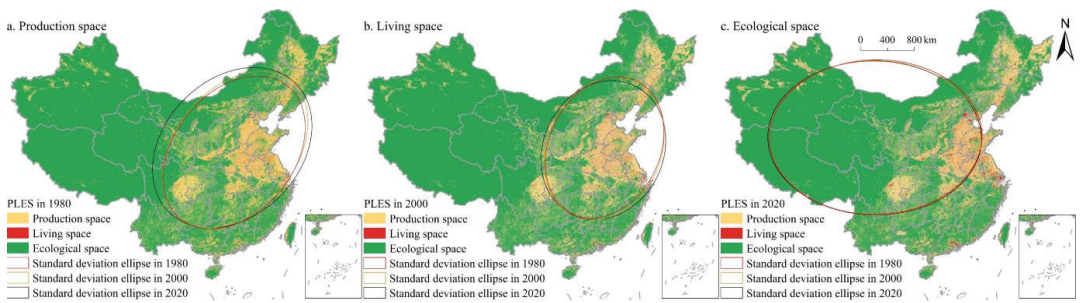 a. Production space
PLES in 1980
Production space
Living space
Ecological space
Standard deviation ellipse in 1980
Standard deviation ellipse in 2000
Standard deviation ellipse in 2020
b. Living space
PLES in 2000
Production space
Living space
Ecological space
Standard deviation ellipse in 1980
Standard deviation ellipse in 2000
Standard deviation ellipse in 2020
c. Ecological space
0 400 800 km
N
PLES in 2020
Production space
Living space
Ecological space
Standard deviation ellipse in 1980
Standard deviation ellipse in 2000
Standard deviation ellipse in 2020